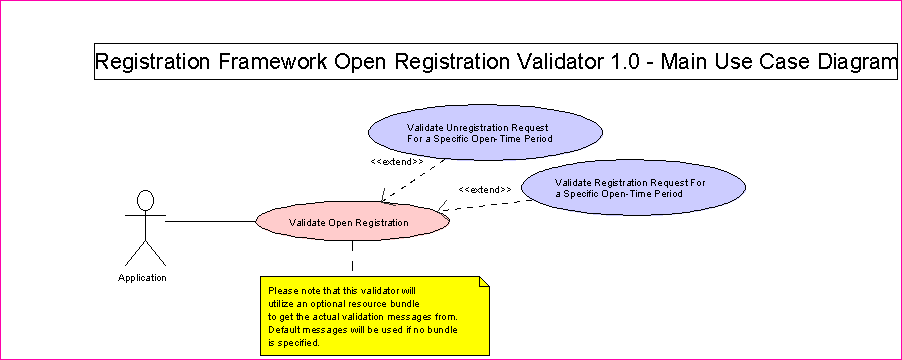 Registration Framework Open Registration Validator 1.0 - Main Use Case Diagram
Validate Unregistration Request
For a Specific Open-Time Period
<<extend>>
<<extend>>
Validate Registration Request For
a Specific Open-Time Period
Validate Open Registration
Application
Please note that this validator will
utilize an optional resource bundle
to get the actual validation messages from.
Default messages will be used if no bundle
is specified.